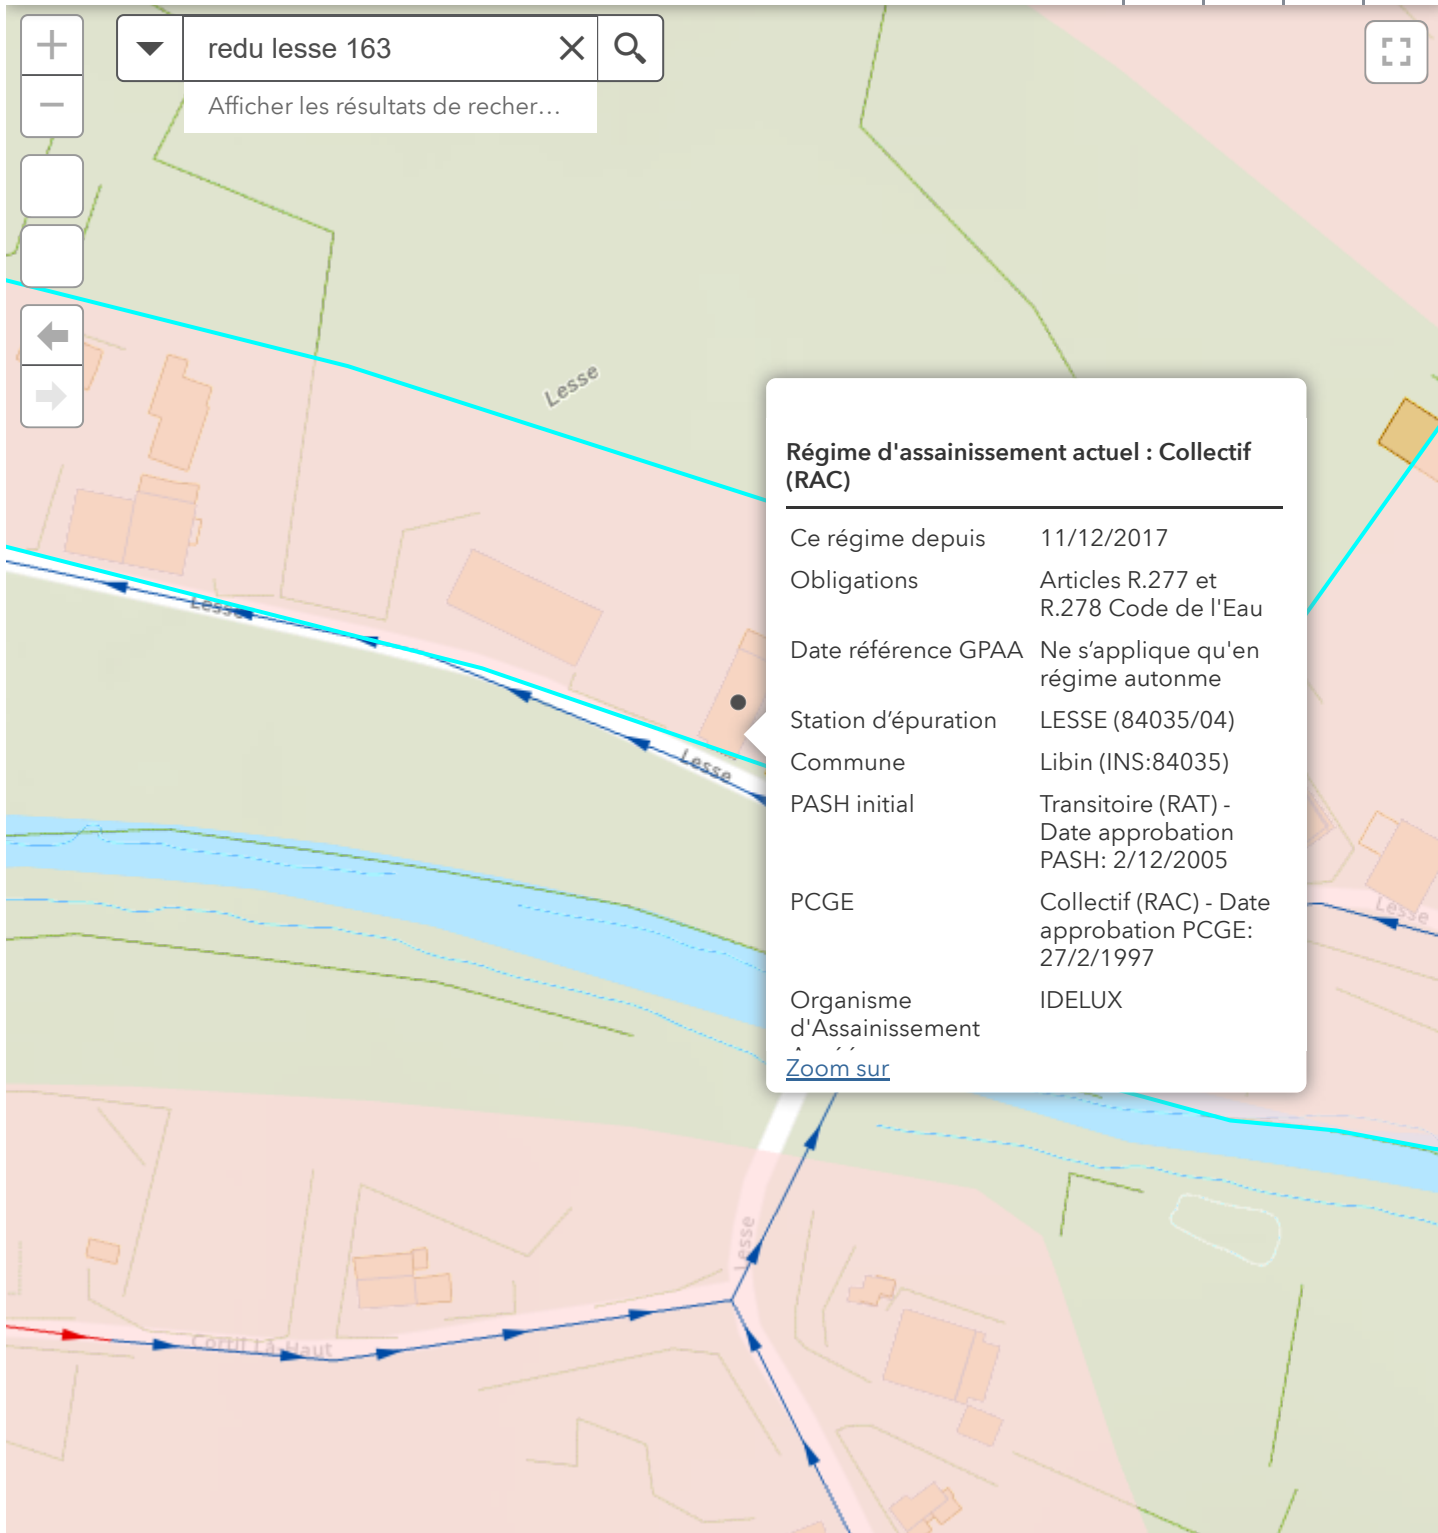 redu lesse 163
Afficher les résultats de recher…
Lesse
Régime d'assainissement actuel : Collectif
(RAC)
Ce régime depuis 11/12/2017
Obligations Articles R.277 et
R.278 Code de l'Eau
Date référence GPAA Ne s’applique qu'en
régime autonme
Station d’épuration LESSE (84035/04)
Commune Libin (INS:84035)
PASH initial Transitoire (RAT) -
Date approbation
PASH: 2/12/2005
PCGE Collectif (RAC) - Date
approbation PCGE:
27/2/1997
Organisme IDELUX
d'Assainissement
Zoom sur
Lesse
Lesse
Lesse
Lesse
Cortil Là-Haut